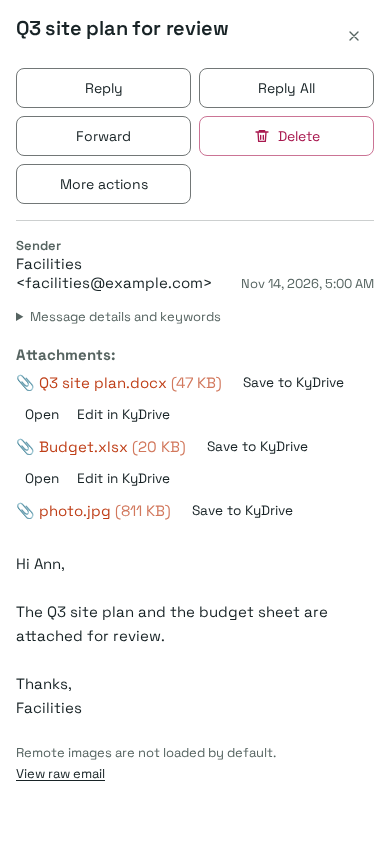 Q3 site plan for review
Reply
Reply All
Forward
Delete
More actions
Sender
Facilities
<facilities@example.com>
Nov 14, 2026, 5:00 AM
Message details and keywords
Attachments:
Q3 site plan.docx (47 KB)
Save to KyDrive
Open
Edit in KyDrive
Budget.xlsx (20 KB)
Save to KyDrive
Open
Edit in KyDrive
photo.jpg (811 KB)
Save to KyDrive
Hi Ann,
The Q3 site plan and the budget sheet are
attached for review.
Thanks,
Facilities
Remote images are not loaded by default.
View raw email